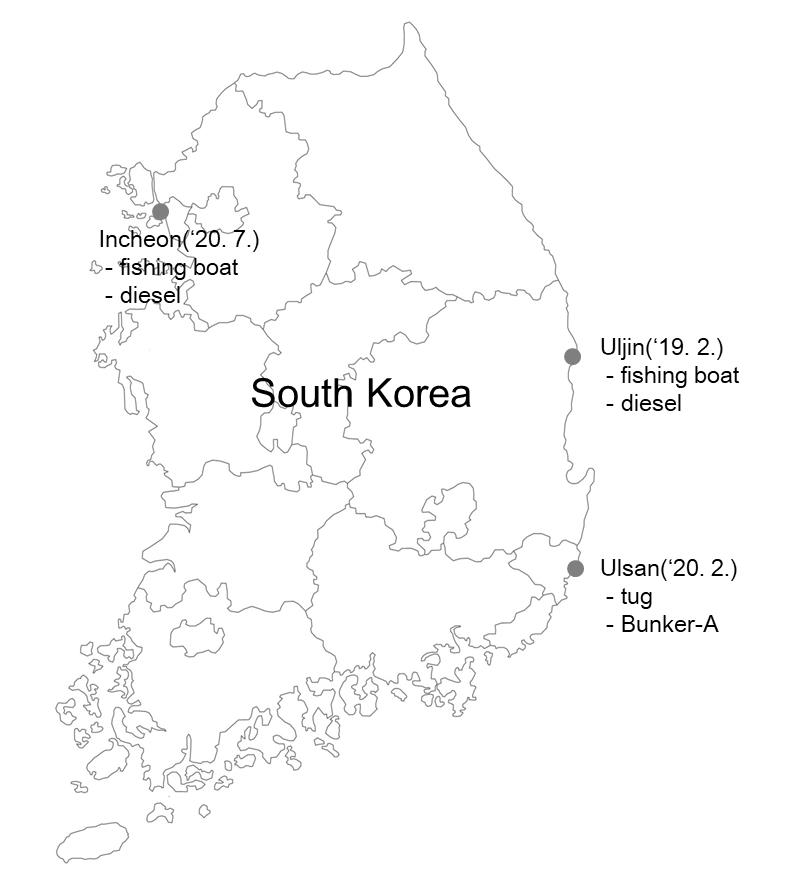 Incheon(‘20. 7.)
- fishing boat
- diesel
Uljin(‘19. 2.)
- fishing boat
- diesel
South Korea
Ulsan(‘20. 2.)
- tug
- Bunker-A